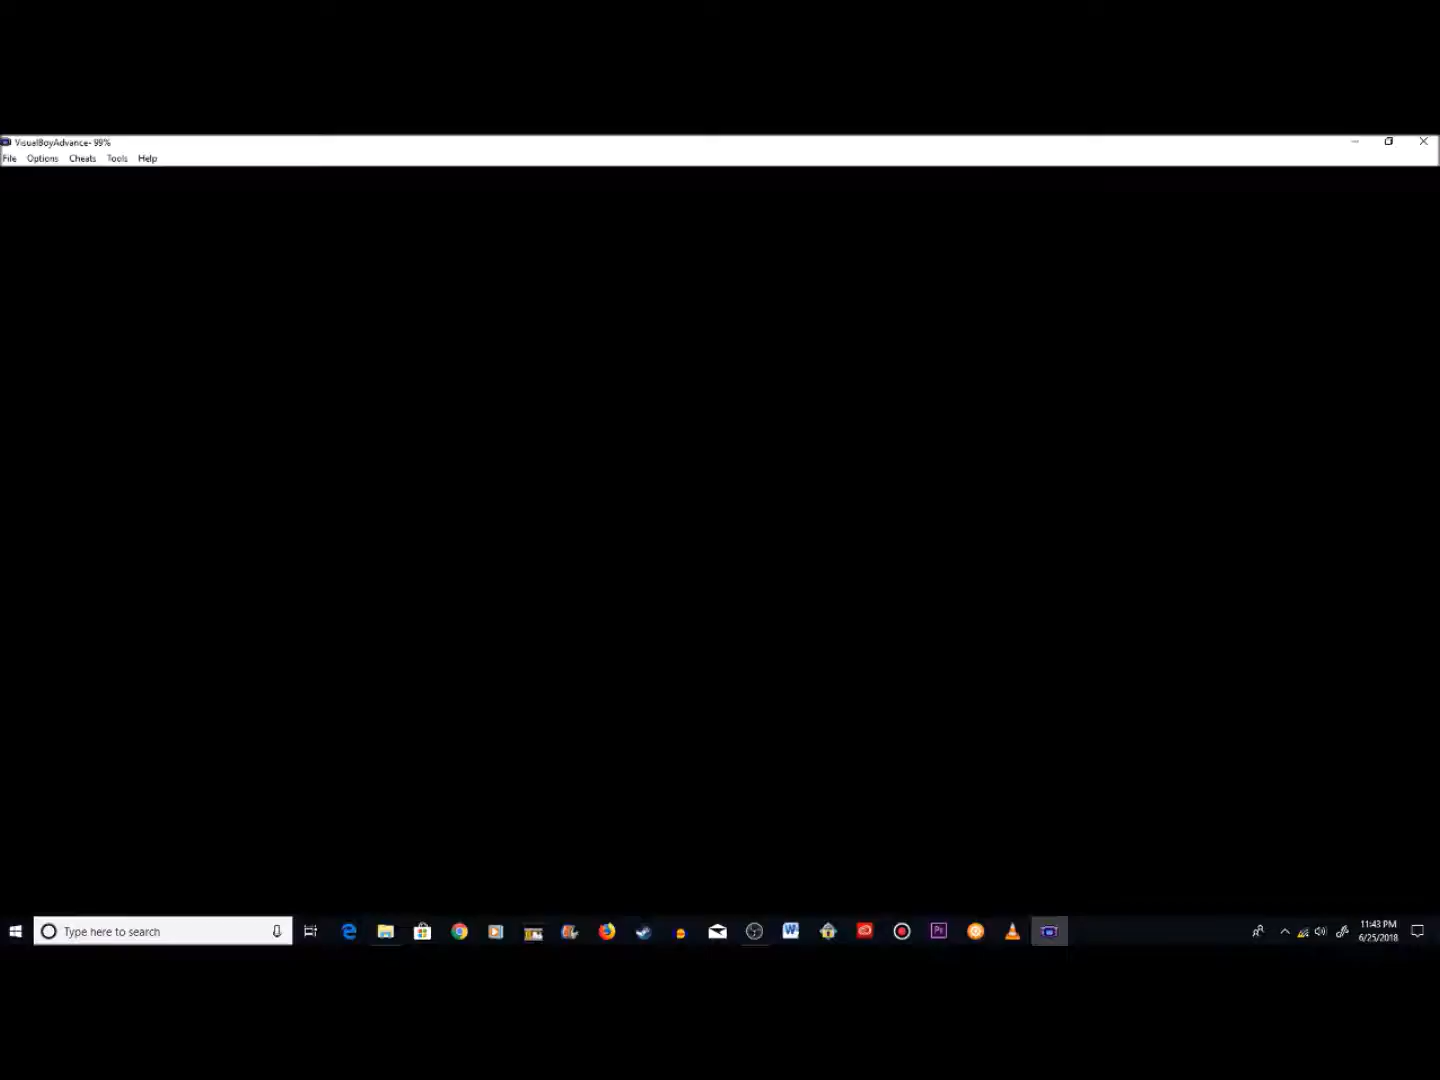 VisualBoyAdvance- 99%
File Options Cheats Tools Help
Type here to search
11:43 PM
6/25/2018